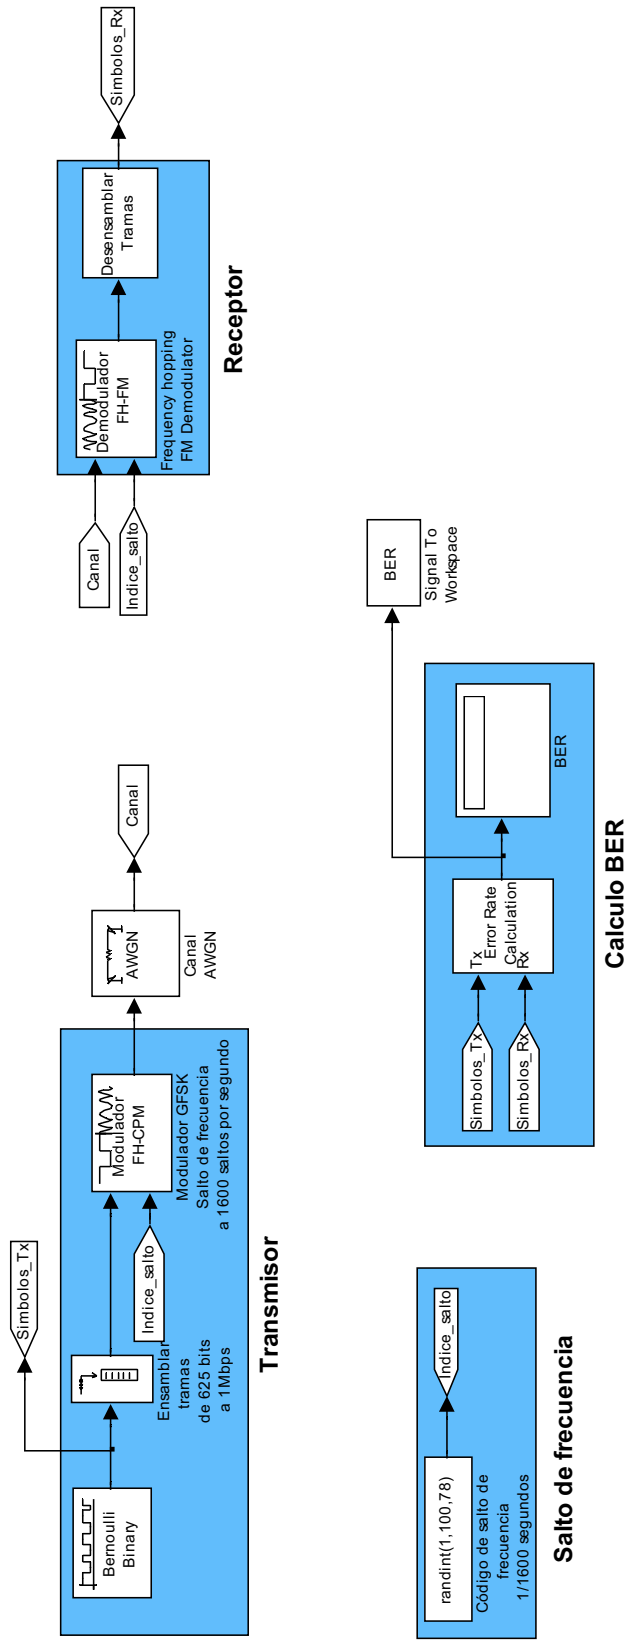 Simbolos_Tx
Bernoulli
Binary
Ensamblar
tramas
de 625 bits
a 1Mbps
Indice_salto
Modulador
FH-CPM
Modulador GFSK
Salto de frecuencia
a 1600 saltos por segundo
Transmisor
AWGN
Canal
AWGN
Canal
Canal
Indice_salto
Demodulador
FH-FM
Frequency hopping
FM Demodulator
Desensamblar
Tramas
Simbolos_Rx
Receptor
randint(1,100,78)
Código de salto de
frecuencia
1/1600 segundos
Indice_salto
Salto de frecuencia
Simbolos_Tx
Simbolos_Rx
Tx
Rx
Error Rate
Calculation
BER
Calculo BER
BER
Signal To
Workspace